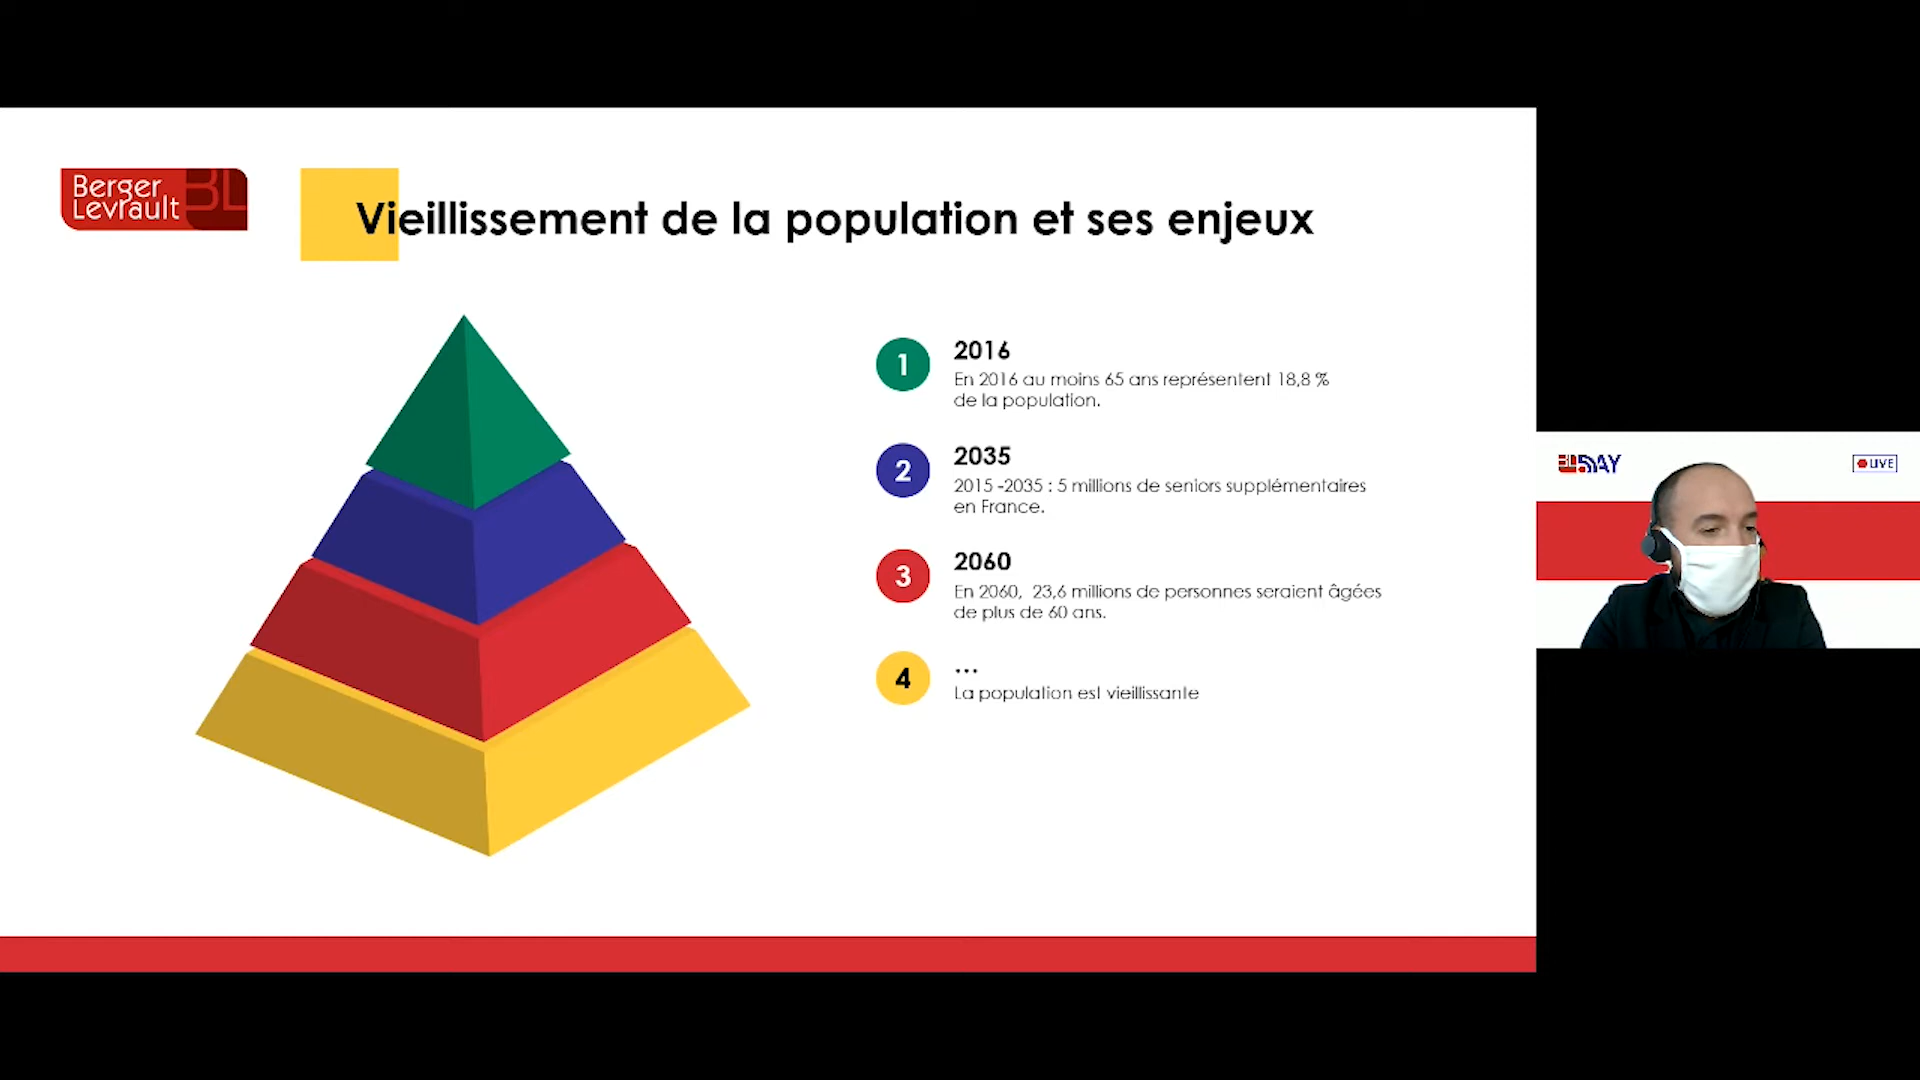 Berger
Levrault
BL
Vieillissement de la population et ses enjeux
1
2016
En 2016 au moins 65 ans représentent 18,8 %
de la population.
2
2035
2015 -2035 : 5 millions de seniors supplémentaires
en France.
3
2060
En 2060,  23,6 millions de personnes seraient âgées
de plus de 60 ans.
4
...
La population est vieillissante
BL DAY
LIVE